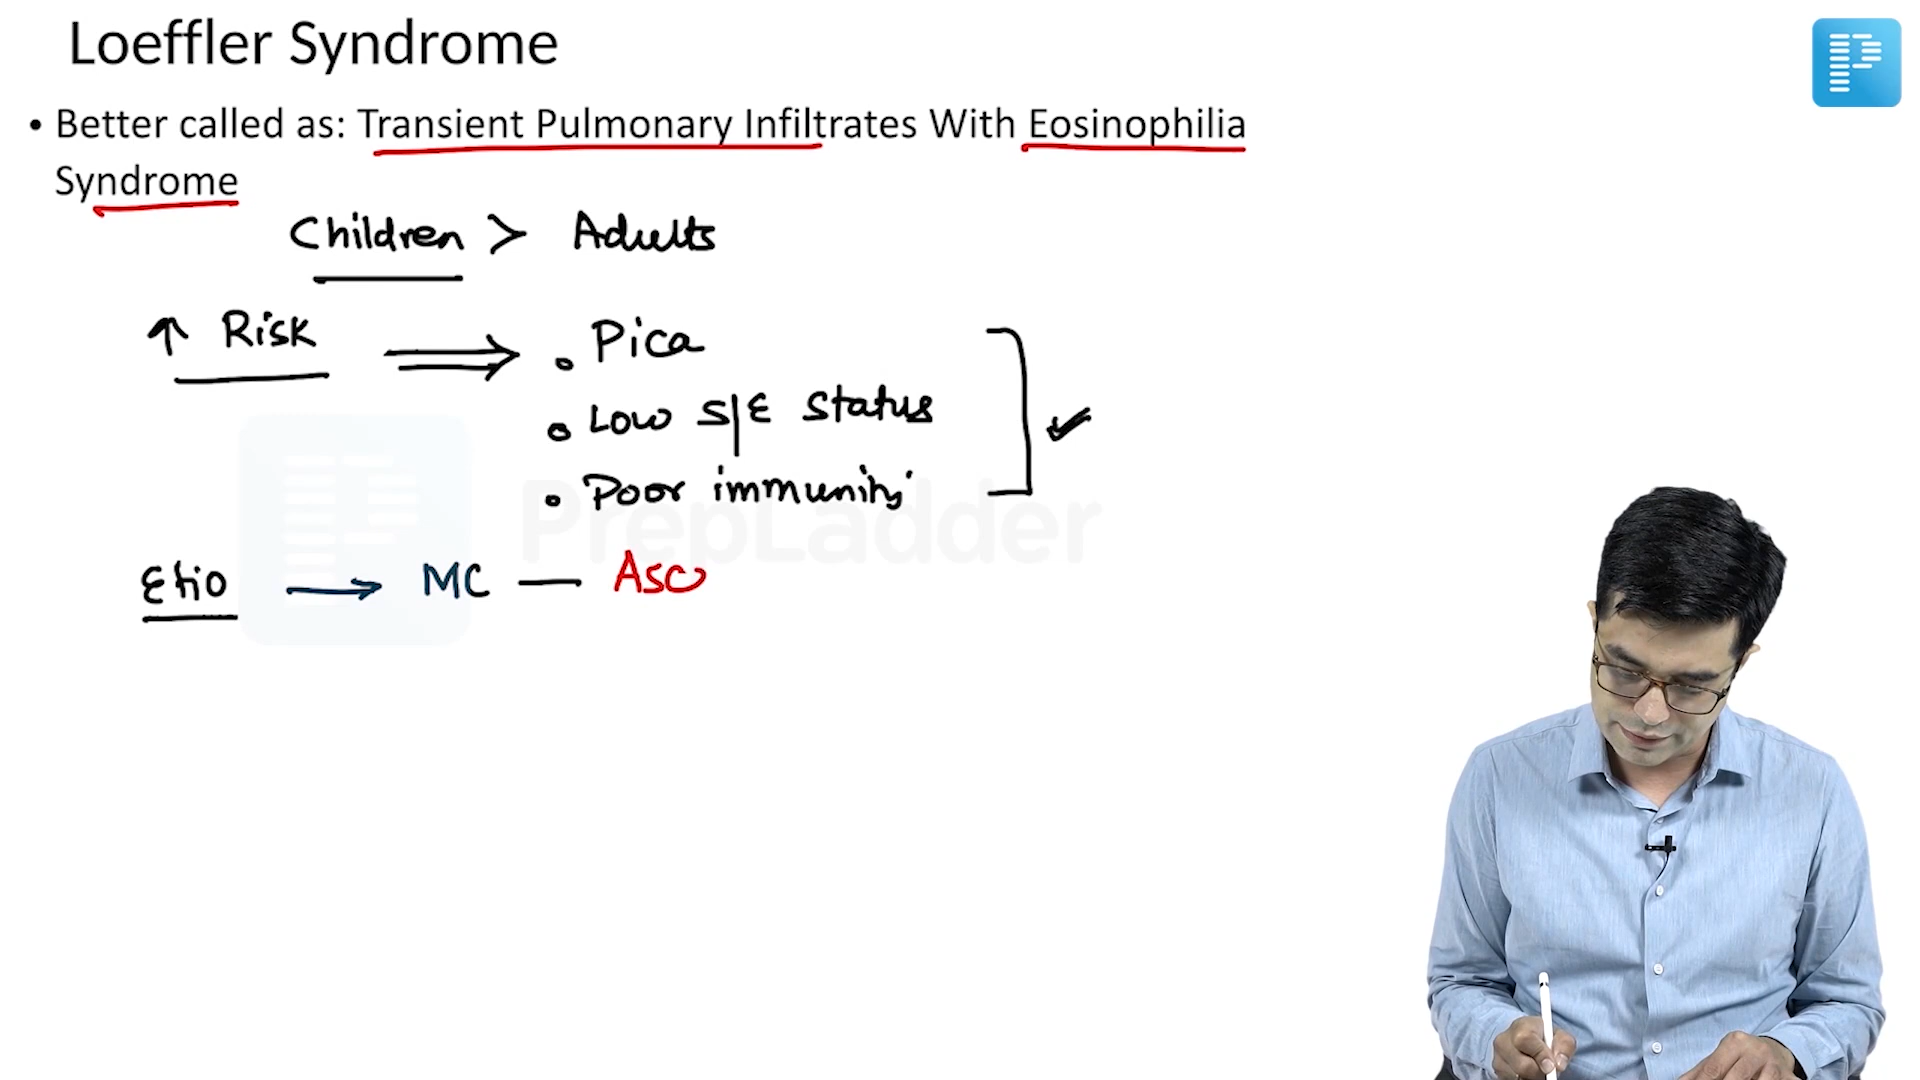 Loeffler Syndrome
• Better called as: Transient Pulmonary Infiltrates With Eosinophilia
Syndrome
Children > Adults
↑ Risk ⟹ • Pica
• Low S|E Status
• Poor immunity
Etio → MC — Asc
PrepLadder